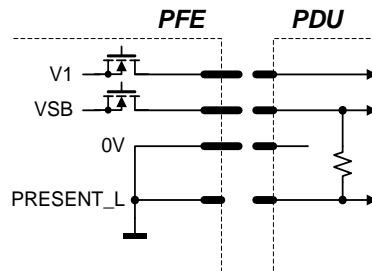 PFE PDU
V1
VSB
0V
PRESENT_L